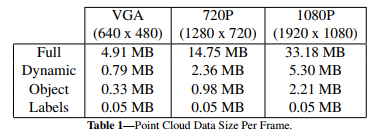 VGA 720P 1080P
(640 x 480) (1280 x 720) (1920 x 1080)
Full 4.91 MB 14.75 MB 33.18 MB
Dynamic 0.79 MB 2.36 MB 5.30 MB
Object 0.33 MB 0.98 MB 2.21 MB
Labels 0.05 MB 0.05 MB 0.05 MB
Table 1—Point Cloud Data Size Per Frame.